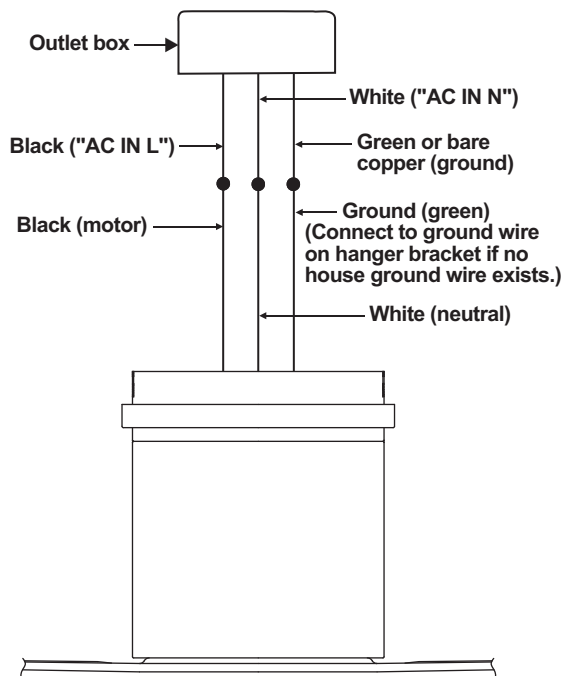 Outlet box
White ("AC IN N")
Black ("AC IN L")
Green or bare
copper (ground)
Black (motor)
Ground (green)
(Connect to ground wire
on hanger bracket if no
house ground wire exists.)
White (neutral)